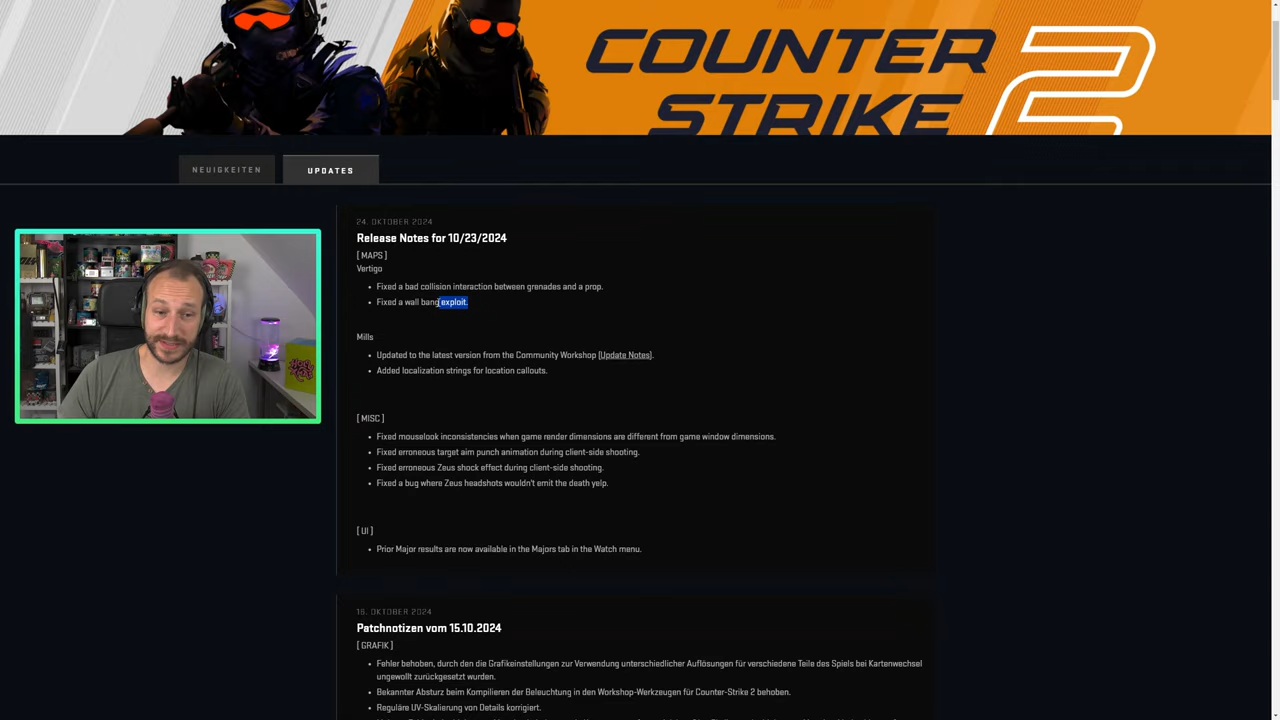 COUNTER
STRIKE 2
NEUIGKEITEN
UPDATES
24. OKTOBER 2024
Release Notes for 10/23/2024
[ MAPS ]
Vertigo
• Fixed a bad collision interaction between grenades and a prop.
• Fixed a wall bang exploit.
Mills
• Updated to the latest version from the Community Workshop (Update Notes).
• Added localization strings for location callouts.
[ MISC ]
• Fixed mouselook inconsistencies when game render dimensions are different from game window dimensions.
• Fixed erroneous target aim punch animation during client-side shooting.
• Fixed erroneous Zeus shock effect during client-side shooting.
• Fixed a bug where Zeus headshots wouldn't emit the death yelp.
[ UI ]
• Prior Major results are now available in the Majors tab in the Watch menu.
16. OKTOBER 2024
Patchnotizen vom 15.10.2024
[ GRAFIK ]
• Fehler behoben, durch den die Grafikeinstellungen zur Verwendung unterschiedlicher Auflösungen für verschiedene Teile des Spiels bei Kartenwechsel
ungewollt zurückgesetzt wurden.
• Bekannter Absturz beim Kompilieren der Beleuchtung in den Workshop-Werkzeugen für Counter-Strike 2 behoben.
• Reguläre UV-Skalierung von Details korrigiert.